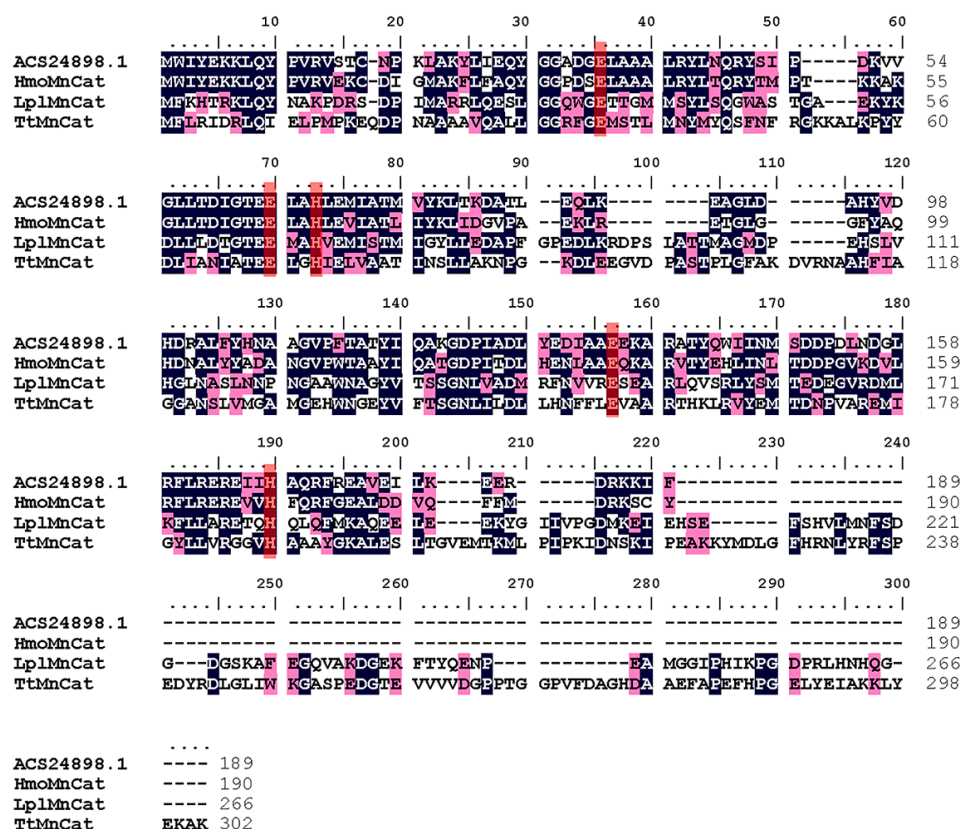 10 20 30 40 50 60
....|....| ....|....| ....|....| ....|....| ....|....| ....|....|
ACS24898.1 MWIYEKKLQY PVRVSTC-NP KLAKYLIEQY GGADGELAAA LRYLNQRYSI P----DKVV 54
HmoMnCat MWIYEKKLQY PVRVEKC-DI GMAKFLFAQY GGPDSELAAA LRYLTQRYTM PT---KKAK 55
LplMnCat MFKHTRKLQY NAKPDRS-DP IMARRLQESL GGQWGETTGM MSYLSQGWAS TGA--EKYK 56
TtMnCat MFLRIDRLQI ELPMPKEQDP NAAAAVQALL GGRFGEMSTL MNYMYQSFNF RGKKALKPYY 60
70 80 90 100 110 120
....|....| ....|....| ....|....| ....|....| ....|....| ....|....|
ACS24898.1 GLLTDIGTEE LAHLEMIATM VYKLTKDATL --EQLK---- -----EAGLD -----AHYVD 98
HmoMnCat GLLTDIGTEE LAHLEVIATL IYKLIDGVPA --EKIR---- -----ETGLG -----GFYAQ 99
LplMnCat DLLLDTGTEE MAHVEMISTM IGYLLEDAPF GPEDLKRDPS LATTMAGMDP -----EHSLV 111
TtMnCat DLIANIATEE LGHIELVAAT INSLLAKNPG --KDLEEGVD PASTPLGFAK DVRNAAHFIA 118
130 140 150 160 170 180
....|....| ....|....| ....|....| ....|....| ....|....| ....|....|
ACS24898.1 HDRALFYHNA AGVPFTATYI QAKGDPIADL YEDIAAEEKA RATYQWIINM SDDPDLNDGL 158
HmoMnCat HDNAIYYADA NGVPWTAAYI QATGDPITDL HENIAAEQKA RVTYEHLINL TDDPGVKDVL 159
LplMnCat HGLNASLNNP NGAAWNAGYV TSSGNLVADM RFNVVRESEA RLQVSRLYSM TEDEGVRDML 171
TtMnCat GGANSLVMGA MGEHWNGEYV FTSGNLILDL LHNFFLEVAA RTHKLRVYEM TDNPVAREMI 178
190 200 210 220 230 240
....|....| ....|....| ....|....| ....|....| ....|....| ....|....|
ACS24898.1 RFLREREIIH AQRFREAVEI LK---EER-- -----DRKKI F--------- ---------- 189
HmoMnCat RFLREREVVH FQRFGEALDD VQ---FFM-- -----DRKSC Y--------- ---------- 190
LplMnCat KFLLARETQH QLQFMKAQEE LE---EKYG IIVPGDMKEI EHSE------ FSHVLMNFSD 221
TtMnCat GYLLVRGGVH AAAYGKALES LTGVEMTKML PIPKIDNSKI PEAKKYMDLG FHRNLYRFSP 238
250 260 270 280 290 300
....|....| ....|....| ....|....| ....|....| ....|....| ....|....|
ACS24898.1 ---------- ---------- ---------- ---------- ---------- ---------- 189
HmoMnCat ---------- ---------- ---------- ---------- ---------- ---------- 190
LplMnCat G---DGSKAF EGQVAKDGEK FTYQENP--- --------EA MGGIPHIKPG DPRLHNHQG- 266
TtMnCat EDYRDLGLIW KGASPEDGTE VVVVDGPPTG GPVFDAGHDA AEFAPEFHPG ELYEIAKKLY 298
....
ACS24898.1 ---- 189
HmoMnCat ---- 190
LplMnCat ---- 266
TtMnCat EKAK 302